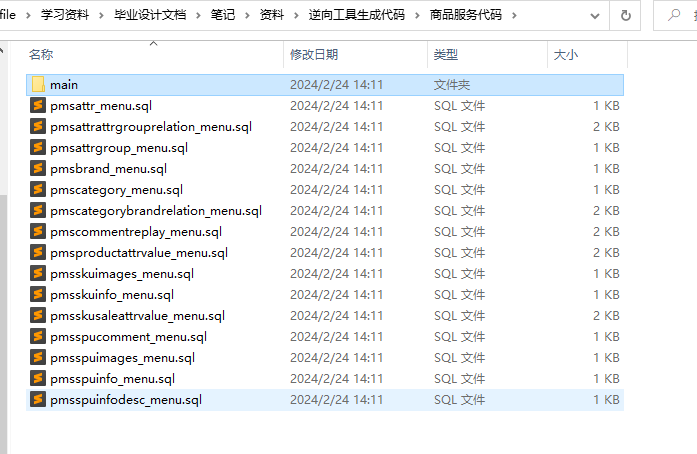 file > 学习资料 > 毕业设计文档 > 笔记 > 资料 > 逆向工具生成代码 > 商品服务代码 >
名称 修改日期 类型 大小
main 2024/2/24 14:11 文件夹
pmsattr_menu.sql 2024/2/24 14:11 SQL 文件 1 KB
pmsattrattrgrouprelation_menu.sql 2024/2/24 14:11 SQL 文件 2 KB
pmsattrgroup_menu.sql 2024/2/24 14:11 SQL 文件 1 KB
pmsbrand_menu.sql 2024/2/24 14:11 SQL 文件 1 KB
pmscategory_menu.sql 2024/2/24 14:11 SQL 文件 1 KB
pmscategorybrandrelation_menu.sql 2024/2/24 14:11 SQL 文件 2 KB
pmscommentreplay_menu.sql 2024/2/24 14:11 SQL 文件 2 KB
pmsproductattrvalue_menu.sql 2024/2/24 14:11 SQL 文件 2 KB
pmsskuimages_menu.sql 2024/2/24 14:11 SQL 文件 1 KB
pmsskuinfo_menu.sql 2024/2/24 14:11 SQL 文件 1 KB
pmsskusaleattrvalue_menu.sql 2024/2/24 14:11 SQL 文件 2 KB
pmsspucomment_menu.sql 2024/2/24 14:11 SQL 文件 1 KB
pmsspuimages_menu.sql 2024/2/24 14:11 SQL 文件 1 KB
pmsspuinfo_menu.sql 2024/2/24 14:11 SQL 文件 1 KB
pmsspuinfodesc_menu.sql 2024/2/24 14:11 SQL 文件 1 KB